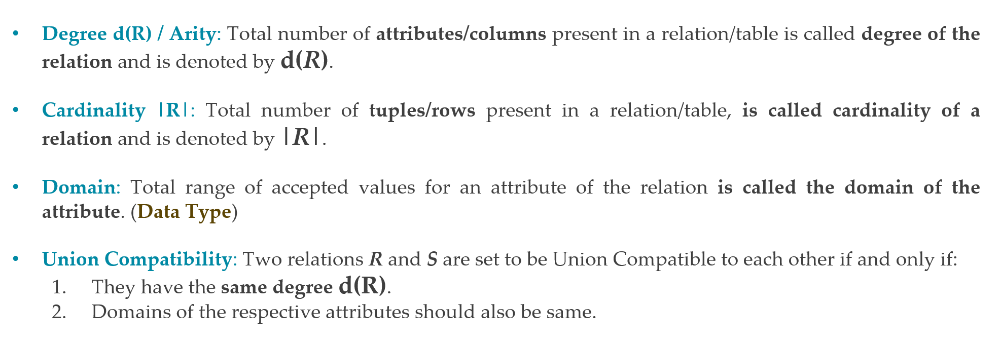 • Degree d(R) / Arity: Total number of attributes/columns present in a relation/table is called degree of the
relation and is denoted by d(R).
• Cardinality |R|: Total number of tuples/rows present in a relation/table, is called cardinality of a
relation and is denoted by |R|.
• Domain: Total range of accepted values for an attribute of the relation is called the domain of the
attribute. (Data Type)
• Union Compatibility: Two relations R and S are set to be Union Compatible to each other if and only if:
1. They have the same degree d(R).
2. Domains of the respective attributes should also be same.